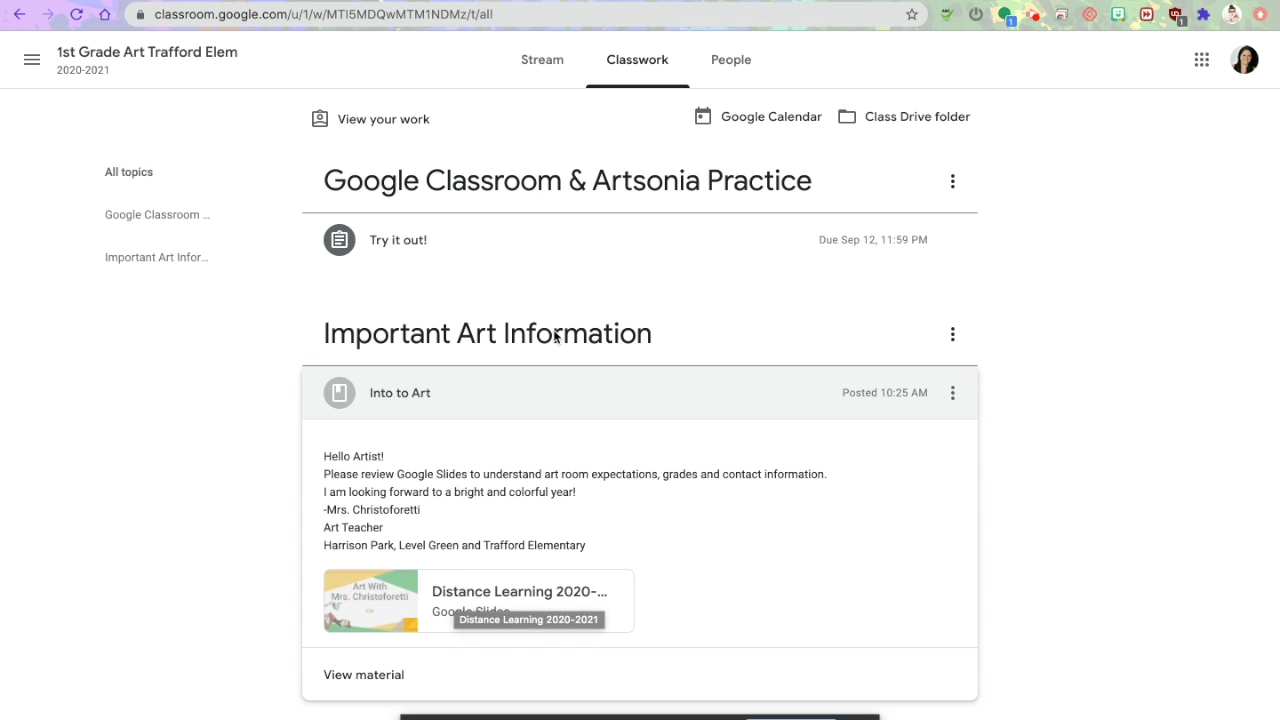 classroom.google.com/u/1/w/MTI5MDQwMTM1NDMz/t/all
1
1
1st Grade Art Trafford Elem
2020-2021
Stream
Classwork
People
View your work
Google Calendar
Class Drive folder
All topics
Google Classroom ...
Important Art Infor...
Google Classroom & Artsonia Practice
Try it out!
Due Sep 12, 11:59 PM
Important Art Information
Into to Art
Posted 10:25 AM
Hello Artist!
Please review Google Slides to understand art room expectations, grades and contact information.
I am looking forward to a bright and colorful year!
-Mrs. Christoforetti
Art Teacher
Harrison Park, Level Green and Trafford Elementary
Art With
Mrs. Christoforetti
Distance Learning 2020-...
Google Slides
Distance Learning 2020-2021
View material